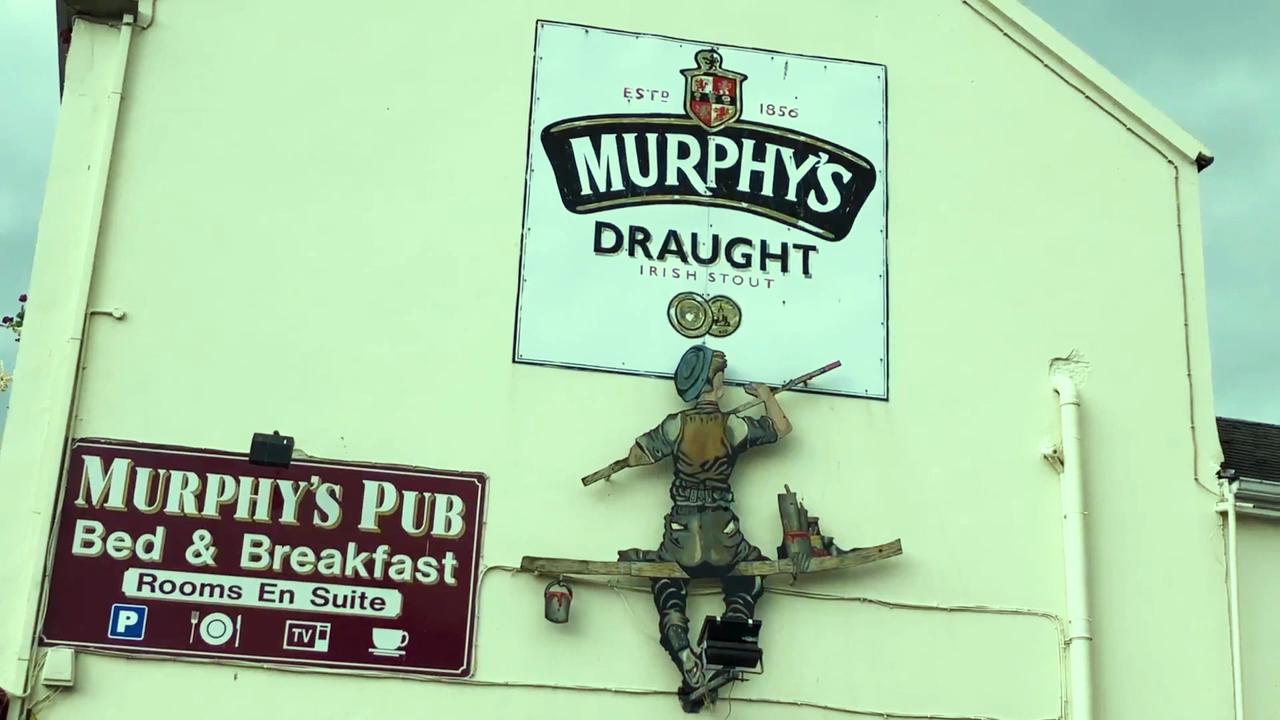 ESTD 1856
MURPHY'S
DRAUGHT
IRISH STOUT
MURPHY'S PUB
Bed & Breakfast
Rooms En Suite
P
TV